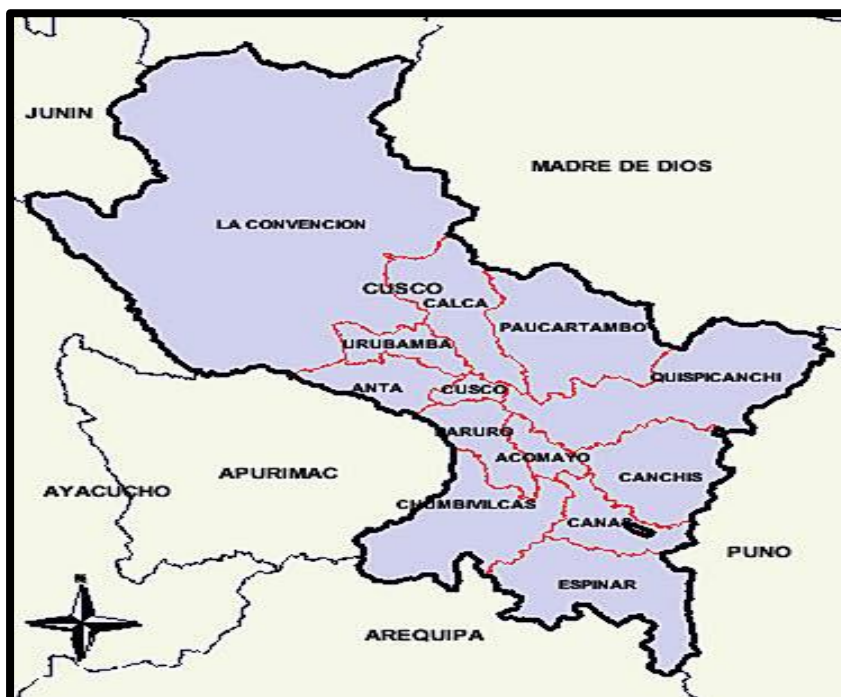 JUNIN
MADRE DE DIOS
LA CONVENCION
CUSCO
CALCA
PAUCARTAMBO
URUBAMBA
QUISPICANCHI
ANTA
CUSCO
PARURO
ACOMAYO
APURIMAC
CANCHIS
AYACUCHO
CHUMBIVILCAS
CANAS
PUNO
ESPINAR
N
AREQUIPA